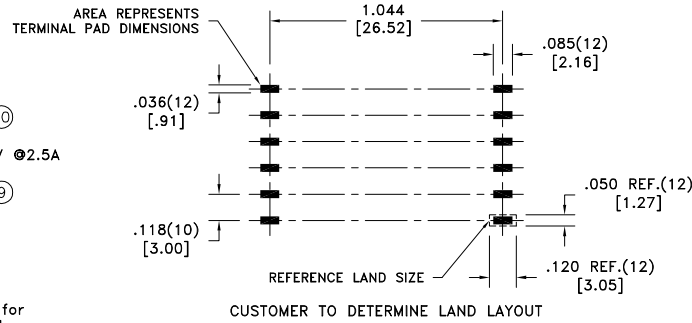 AREA REPRESENTS
TERMINAL PAD DIMENSIONS
1.044
[26.52]
.085(12)
[2.16]
.036(12)
[.91]
@2.5A
.050 REF.(12)
[1.27]
.118(10)
[3.00]
REFERENCE LAND SIZE
.120 REF.(12)
[3.05]
for
CUSTOMER TO DETERMINE LAND LAYOUT